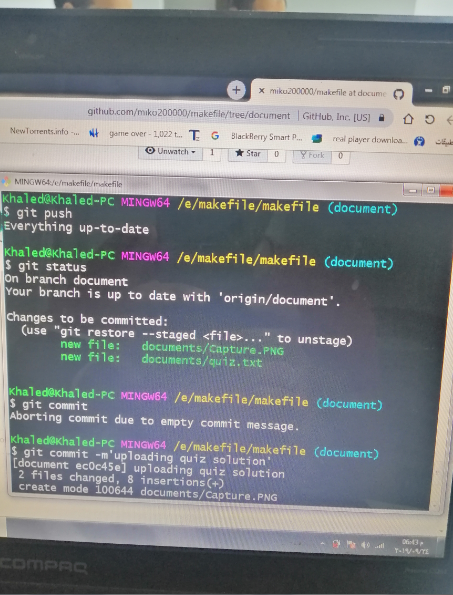 miko200000/makefile at docume
github.com/miko200000/makefile/tree/document GitHub, Inc. [US]
NewTorrents.info
game over - 1,022 t...
BlackBerry Smart P...
real player downloa...
Unwatch 1 Star 0 Fork 0
MINGW64:/e/makefile/makefile
Khaled@Khaled-PC MINGW64 /e/makefile/makefile (document)
$ git push
Everything up-to-date
Khaled@Khaled-PC MINGW64 /e/makefile/makefile (document)
$ git status
On branch document
Your branch is up to date with 'origin/document'.
Changes to be committed:
(use "git restore --staged <file>..." to unstage)
new file: documents/Capture.PNG
new file: documents/quiz.txt
Khaled@Khaled-PC MINGW64 /e/makefile/makefile (document)
$ git commit
Aborting commit due to empty commit message.
Khaled@Khaled-PC MINGW64 /e/makefile/makefile (document)
$ git commit -m'uploading quiz solution'
[document ec0c45e] uploading quiz solution
2 files changed, 8 insertions(+)
create mode 100644 documents/Capture.PNG
COMPAQ